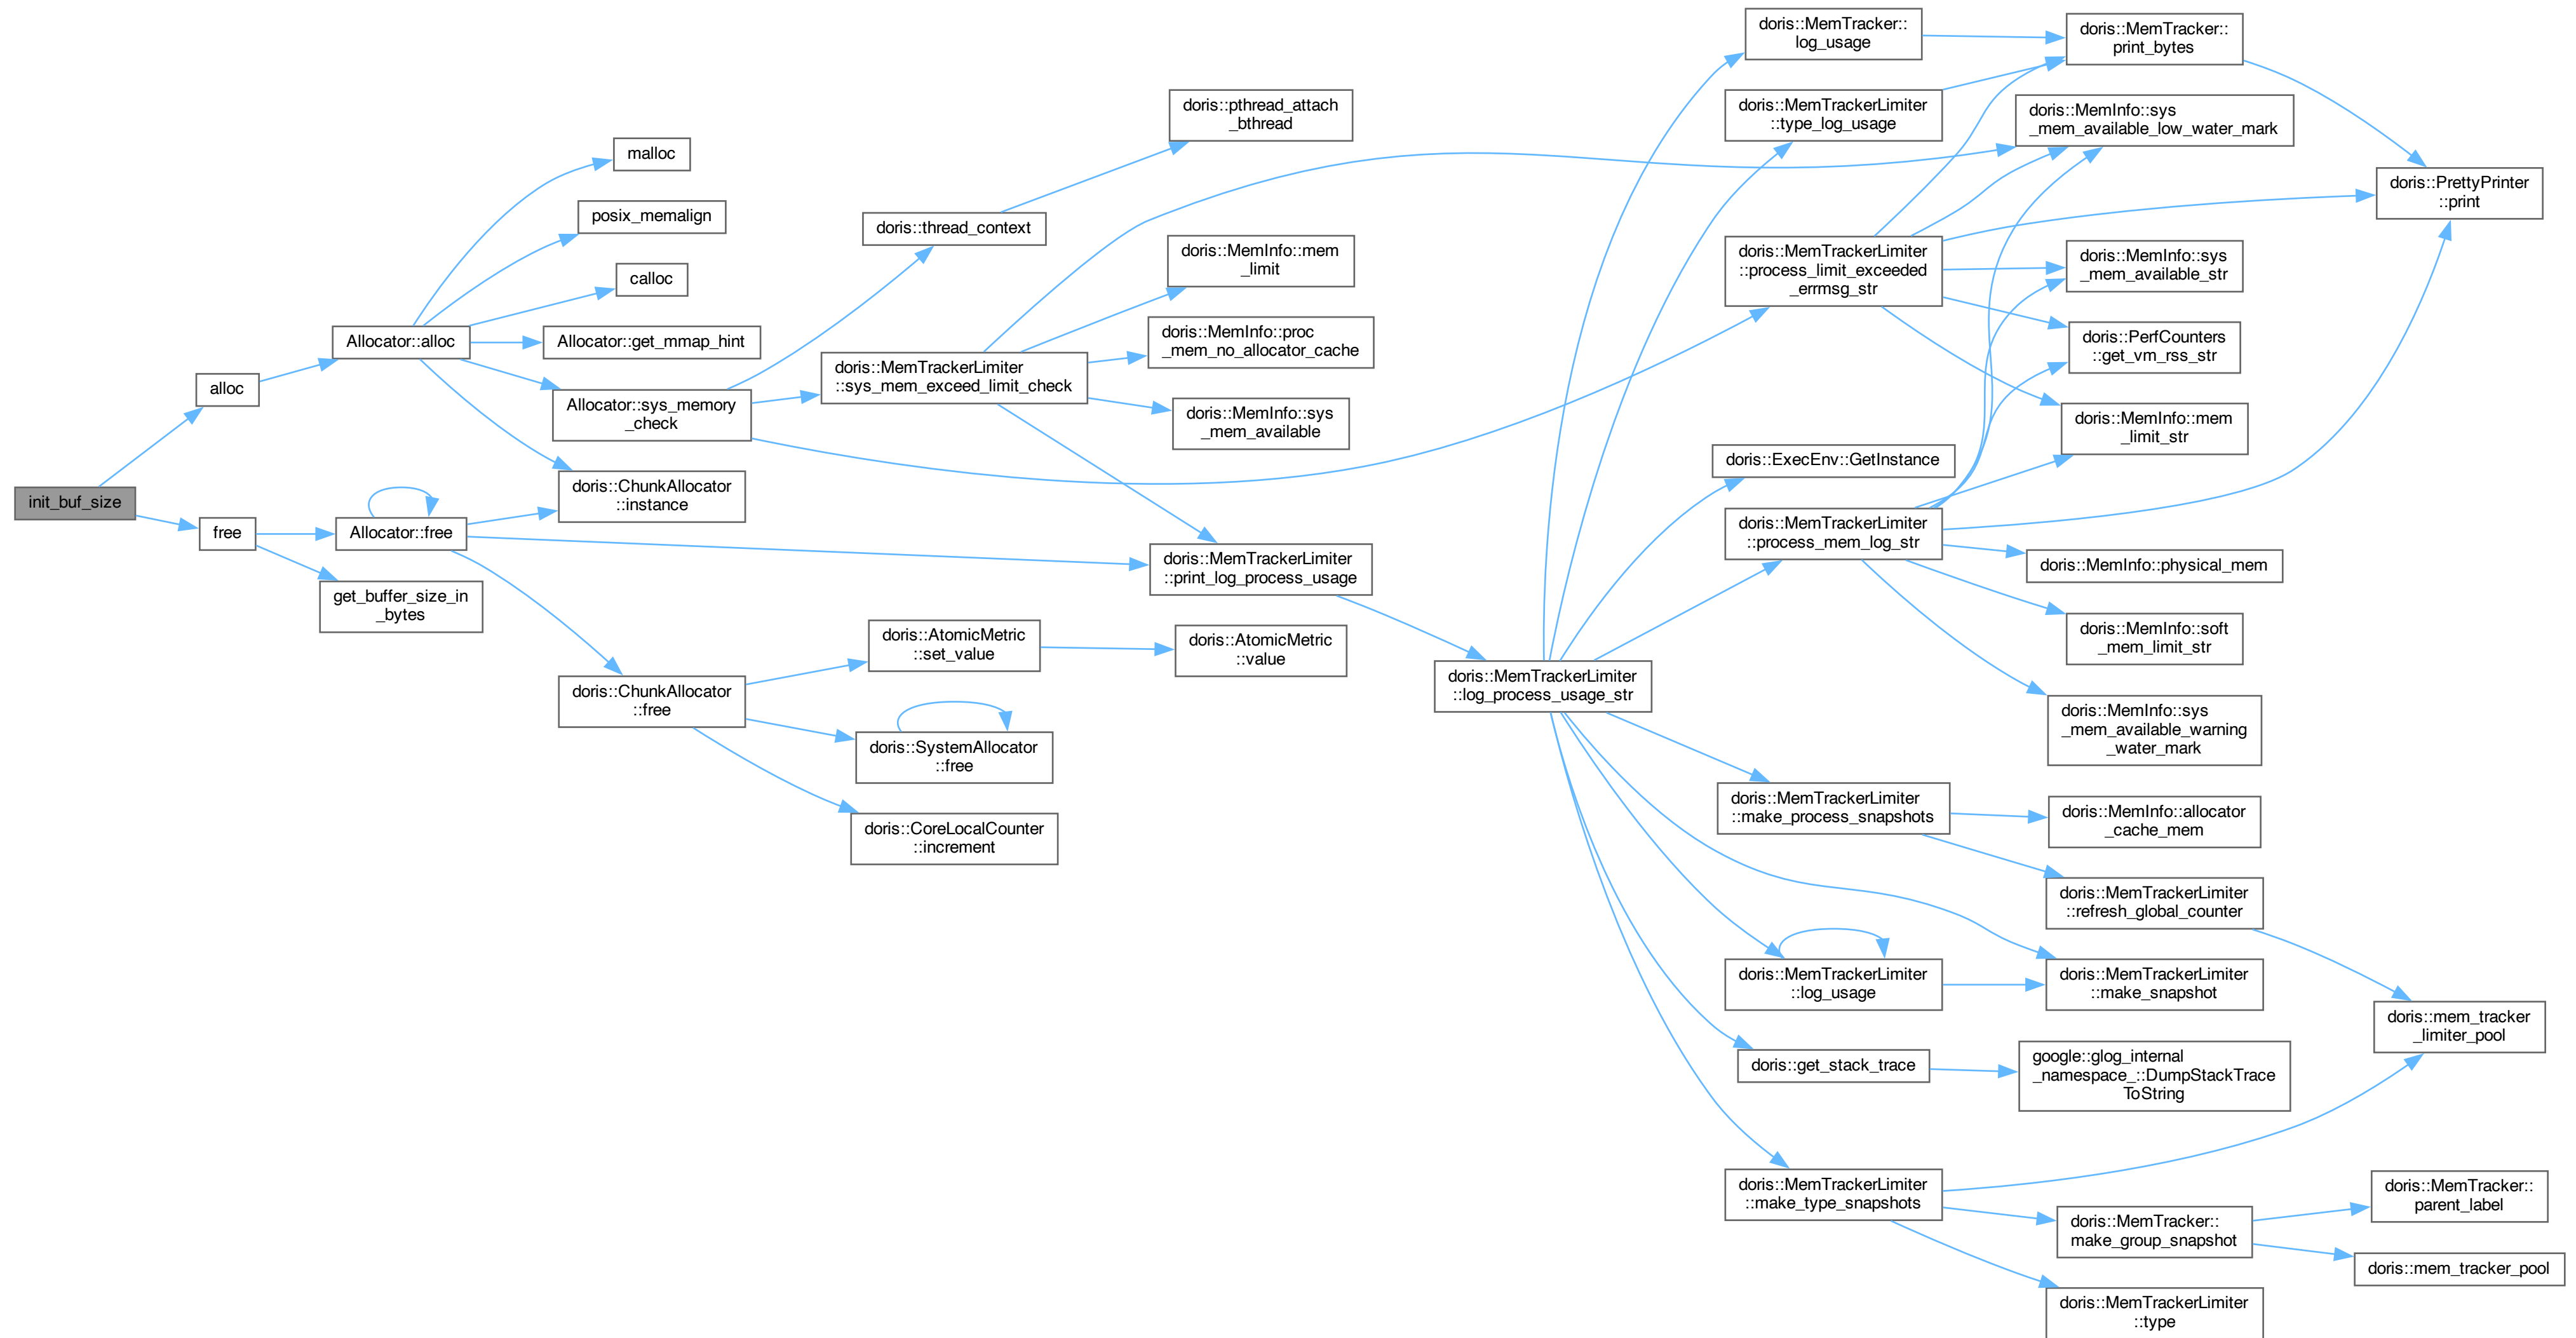 init_buf_size
alloc
free
Allocator::alloc
Allocator::free
get_buffer_size_in
_bytes
malloc
posix_memalign
calloc
Allocator::get_mmap_hint
Allocator::sys_memory
_check
doris::ChunkAllocator
::instance
doris::ChunkAllocator
::free
doris::thread_context
doris::MemTrackerLimiter
::sys_mem_exceed_limit_check
doris::AtomicMetric
::set_value
doris::SystemAllocator
::free
doris::CoreLocalCounter
::increment
doris::pthread_attach
_bthread
doris::MemInfo::mem
_limit
doris::MemInfo::proc
_mem_no_allocator_cache
doris::MemInfo::sys
_mem_available
doris::MemTrackerLimiter
::print_log_process_usage
doris::AtomicMetric
::value
doris::MemTrackerLimiter
::log_process_usage_str
doris::MemTracker::
log_usage
doris::MemTrackerLimiter
::type_log_usage
doris::MemTrackerLimiter
::process_limit_exceeded
_errmsg_str
doris::ExecEnv::GetInstance
doris::MemTrackerLimiter
::process_mem_log_str
doris::MemTrackerLimiter
::make_process_snapshots
doris::MemTrackerLimiter
::log_usage
doris::get_stack_trace
doris::MemTrackerLimiter
::make_type_snapshots
doris::MemTracker::
print_bytes
doris::MemInfo::sys
_mem_available_low_water_mark
doris::MemInfo::sys
_mem_available_str
doris::PerfCounters
::get_vm_rss_str
doris::MemInfo::mem
_limit_str
doris::MemInfo::physical_mem
doris::MemInfo::soft
_mem_limit_str
doris::MemInfo::sys
_mem_available_warning
_water_mark
doris::MemInfo::allocator
_cache_mem
doris::MemTrackerLimiter
::refresh_global_counter
doris::MemTrackerLimiter
::make_snapshot
google::glog_internal
_namespace_::DumpStackTrace
ToString
doris::MemTracker::
make_group_snapshot
doris::MemTrackerLimiter
::type
doris::PrettyPrinter
::print
doris::mem_tracker
_limiter_pool
doris::MemTracker::
parent_label
doris::mem_tracker_pool